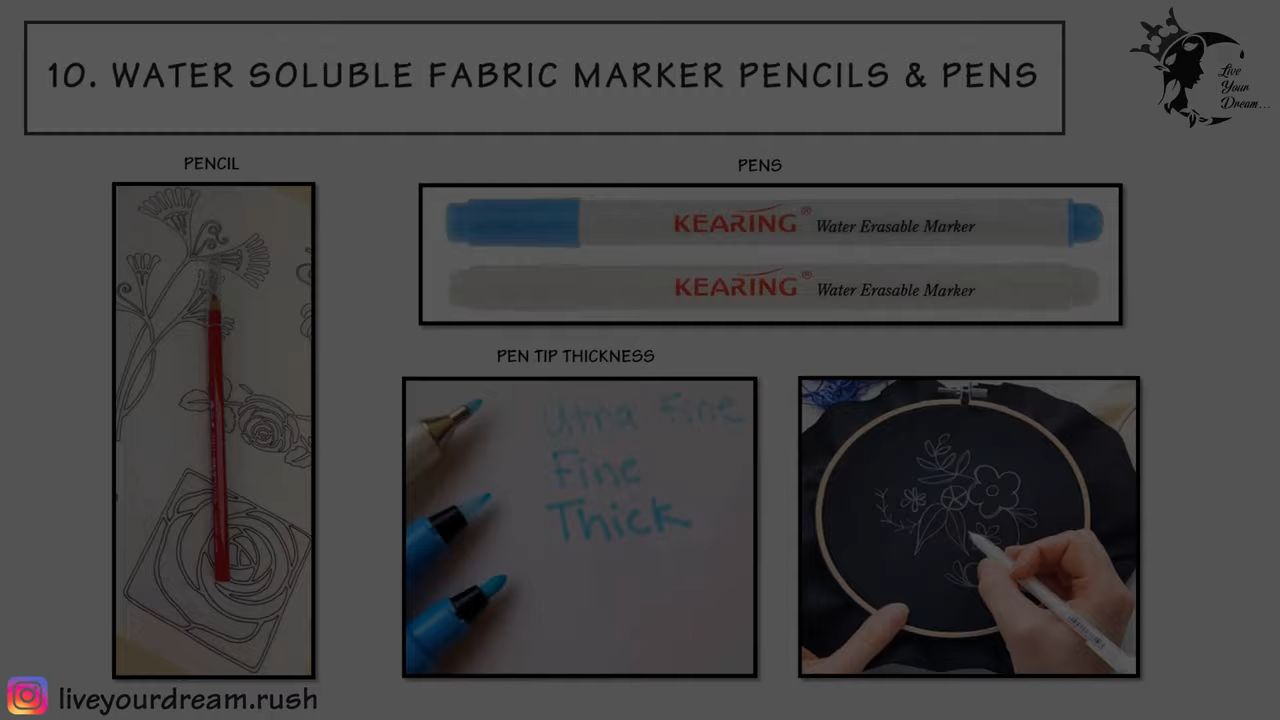 10. WATER SOLUBLE FABRIC MARKER PENCILS & PENS
Live
Your
Dream...
PENCIL
PENS
KEARING® Water Erasable Marker
KEARING® Water Erasable Marker
PEN TIP THICKNESS
Ultra Fine
Fine
Thick
liveyourdream.rush